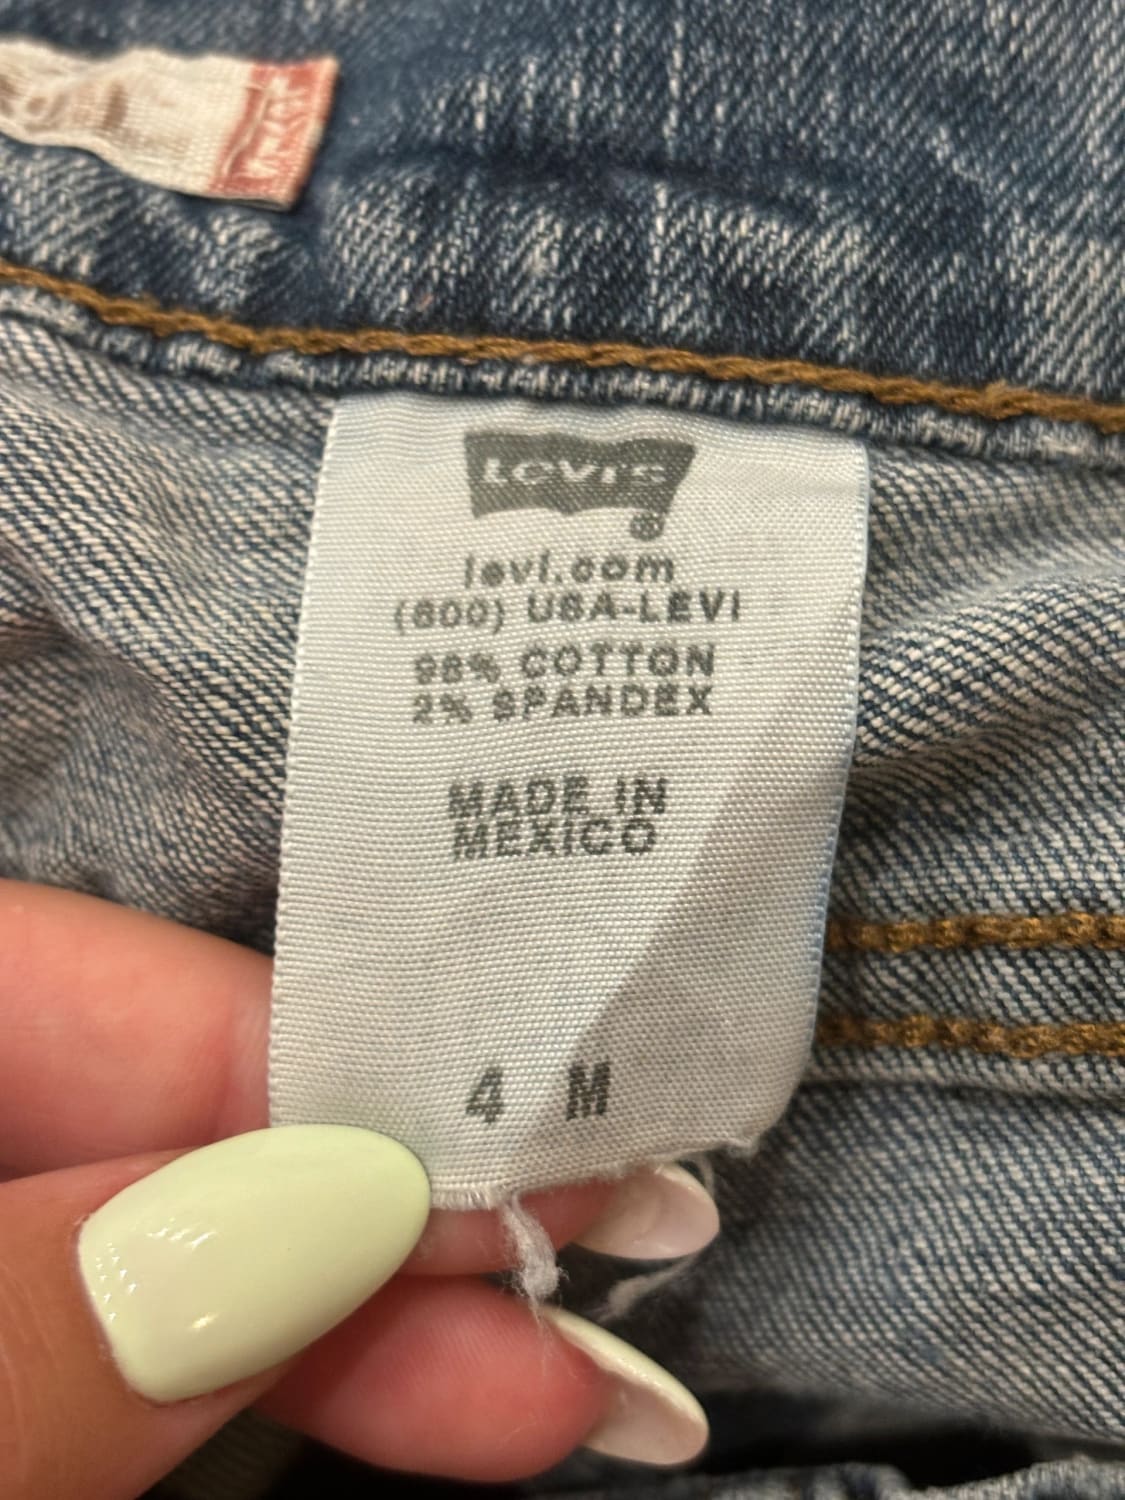 LEVI'S
®
levi.com
(800) USA-LEVI
98% COTTON
2% SPANDEX
MADE IN
MEXICO
4 M